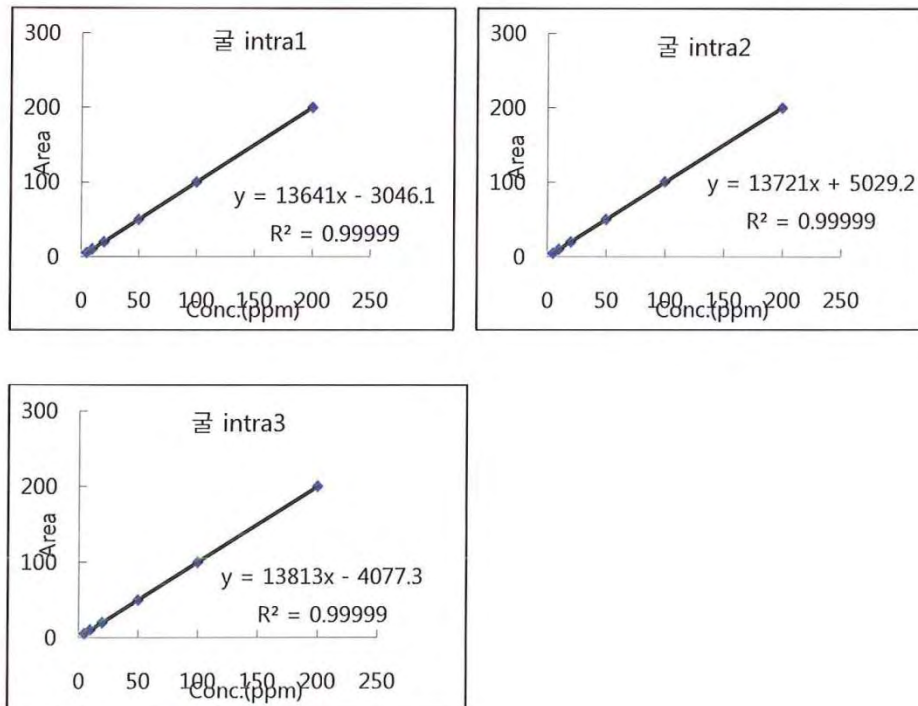 굴 intra1
300
200
100
0
Area
y = 13641x - 3046.1
R² = 0.99999
0 50 100 150 200 250
Conc.(ppm)
굴 intra2
300
200
100
0
Area
y = 13721x + 5029.2
R² = 0.99999
0 50 100 150 200 250
Conc.(ppm)
굴 intra3
300
200
100
0
Area
y = 13813x - 4077.3
R² = 0.99999
0 50 100 150 200 250
Conc.(ppm)